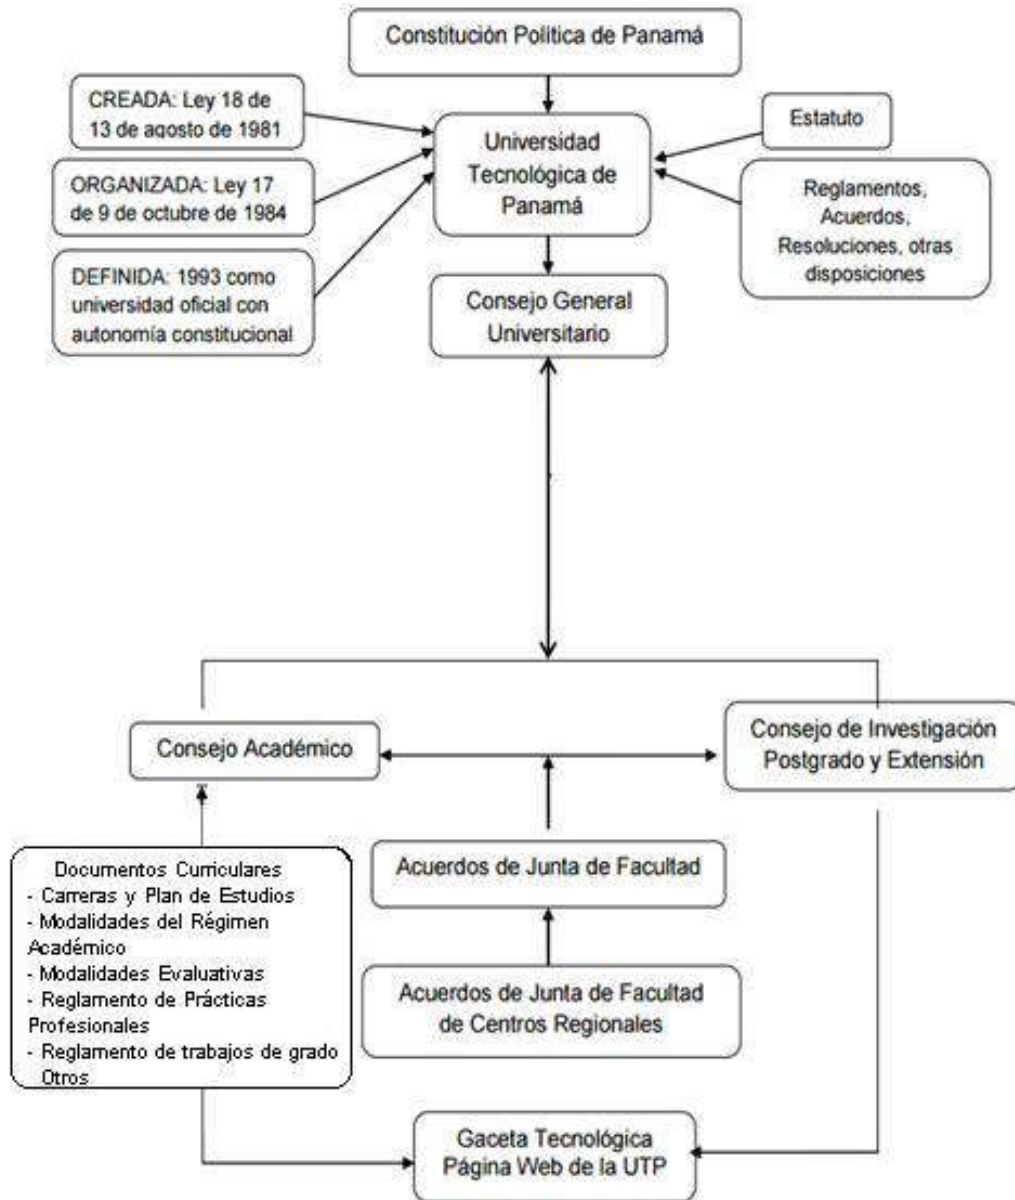 Constitución Política de Panamá
CREADA: Ley 18 de
13 de agosto de 1981
Estatuto
Universidad
Tecnológica de
Panamá
ORGANIZADA: Ley 17
de 9 de octubre de 1984
Reglamentos,
Acuerdos,
Resoluciones, otras
disposiciones
DEFINIDA: 1993 como
universidad oficial con
autonomía constitucional
Consejo General
Universitario
Consejo Académico
Consejo de Investigación
Postgrado y Extensión
Documentos Curriculares
- Carreras y Plan de Estudios
- Modalidades del Régimen
Académico
- Modalidades Evaluativas
- Reglamento de Prácticas
Profesionales
- Reglamento de trabajos de grado
Otros
Acuerdos de Junta de Facultad
Acuerdos de Junta de Facultad
de Centros Regionales
Gaceta Tecnológica
Página Web de la UTP